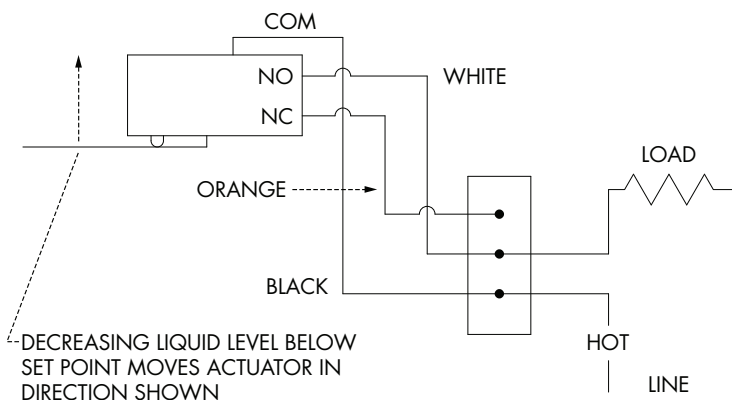 COM
NO
WHITE
NC
LOAD
ORANGE
BLACK
DECREASING LIQUID LEVEL BELOW
SET POINT MOVES ACTUATOR IN
DIRECTION SHOWN
HOT
LINE